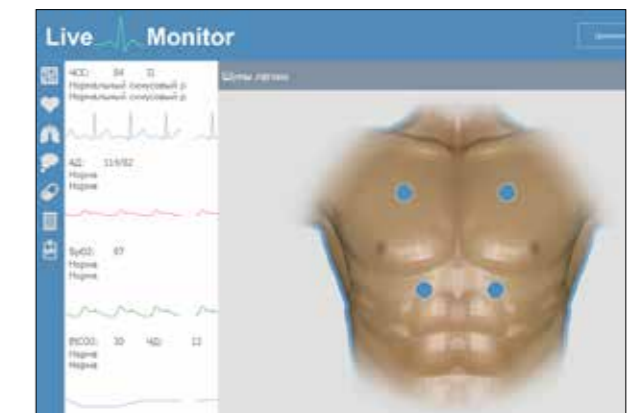 Live Monitor
Шумы легких
ЧСС: 84
Нормальный синусовый р
Нормальный синусовый р
АД: 114/82
Норма
Норма
SpO2: 97
Норма
Норма
EtCO2: 30 ЧД: 12
Норма
Норма